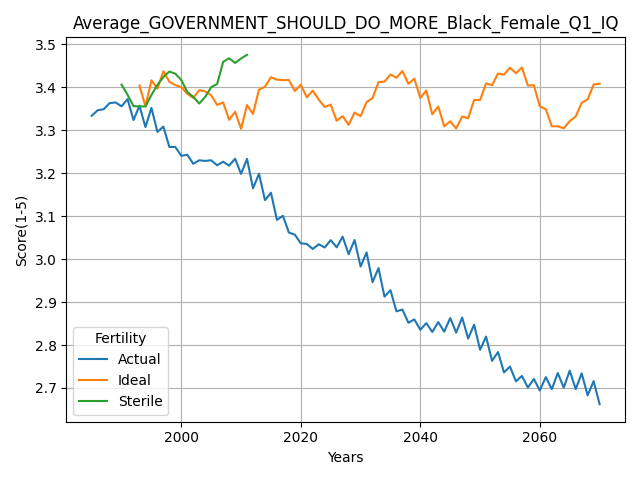 Average_GOVERNMENT_SHOULD_DO_MORE_Black_Female_Q1_IQ
Score(1-5)
3.5
3.4
3.3
3.2
3.1
3.0
2.9
2.8
2.7
Fertility
Actual
Ideal
Sterile
2000
2020
2040
2060
Years